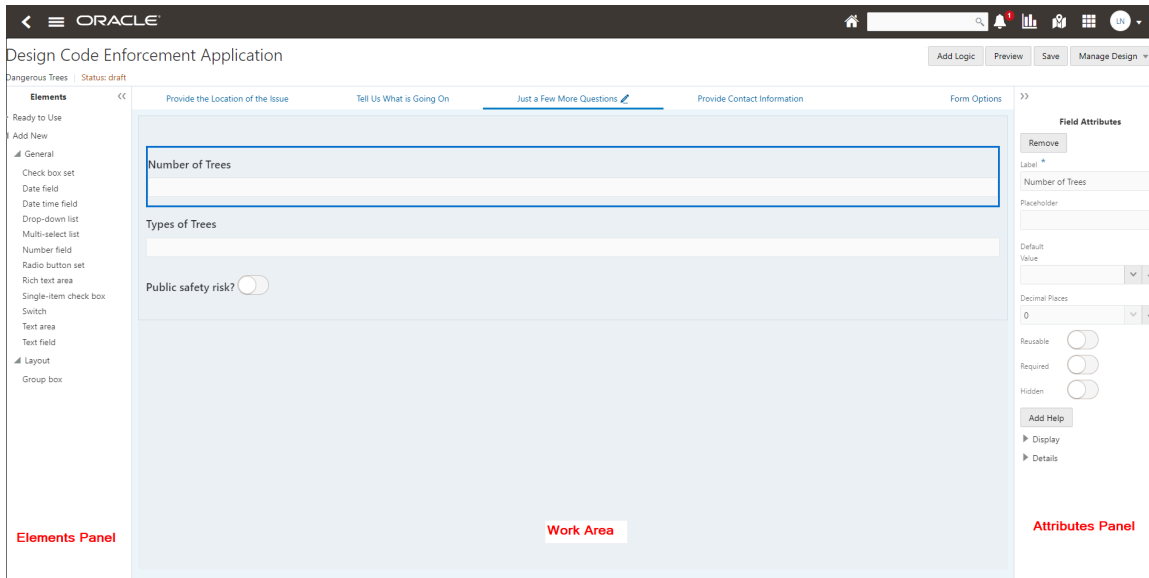 ORACLE
1
LN
Design Code Enforcement Application
Add Logic
Preview
Save
Manage Design
Dangerous Trees | Status: draft
Elements
Provide the Location of the Issue
Tell Us What is Going On
Just a Few More Questions
Provide Contact Information
Form Options
Ready to Use
Add New
General
Check box set
Date field
Date time field
Drop-down list
Multi-select list
Number field
Radio button set
Rich text area
Single-item check box
Switch
Text area
Text field
Layout
Group box
Number of Trees
Types of Trees
Public safety risk?
Field Attributes
Remove
Label *
Number of Trees
Placeholder
Default
Value
Decimal Places
0
Reusable
Required
Hidden
Add Help
Display
Details
Elements Panel
Work Area
Attributes Panel